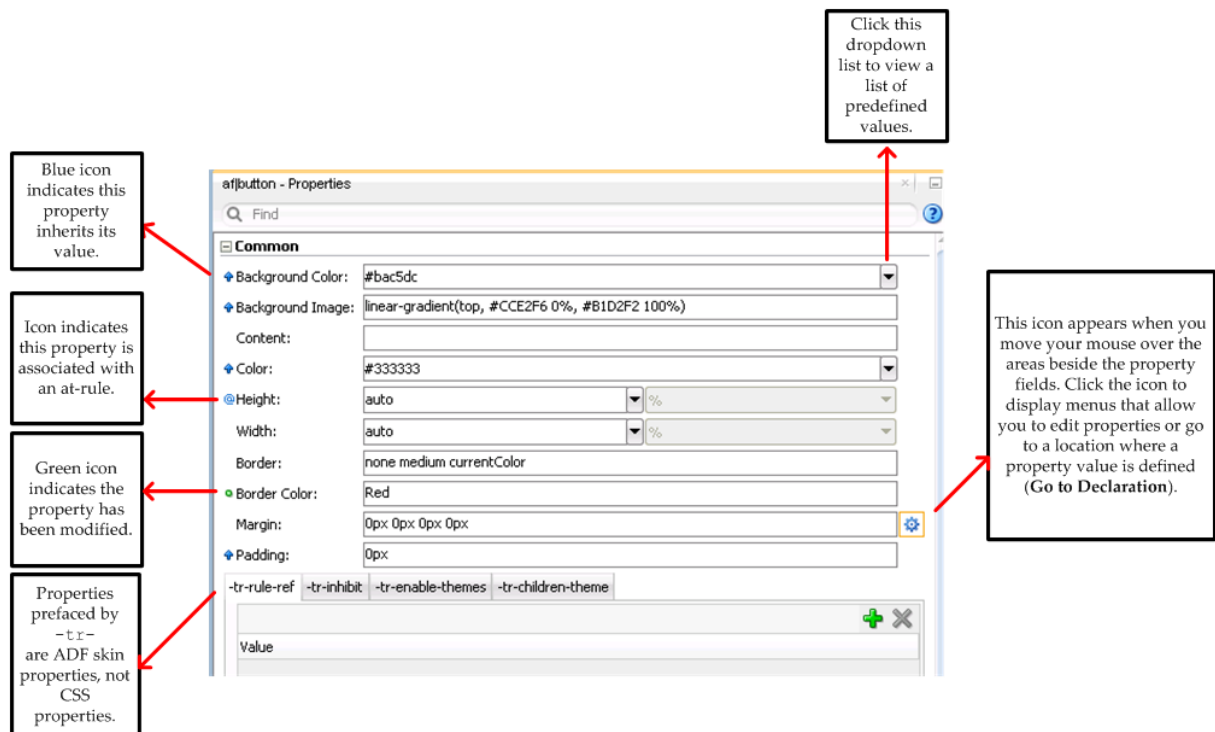 Click this
dropdown
list to view a
list of
predefined
values.
Blue icon
indicates this
property
inherits its
value.
Icon indicates
this property is
associated with
an at-rule.
Green icon
indicates the
property has
been modified.
Properties
prefaced by
-tr-
are ADF skin
properties, not
CSS
properties.
af|button - Properties
Find
Common
Background Color: #bac5dc
Background Image: linear-gradient(top, #CCE2F6 0%, #B1D2F2 100%)
Content:
Color: #333333
@Height: auto %
Width: auto %
Border: none medium currentColor
Border Color: Red
Margin: 0px 0px 0px 0px
Padding: 0px
-tr-rule-ref -tr-inhibit -tr-enable-themes -tr-children-theme
Value
This icon appears when you
move your mouse over the
areas beside the property
fields. Click the icon to
display menus that allow
you to edit properties or go
to a location where a
property value is defined
(Go to Declaration).